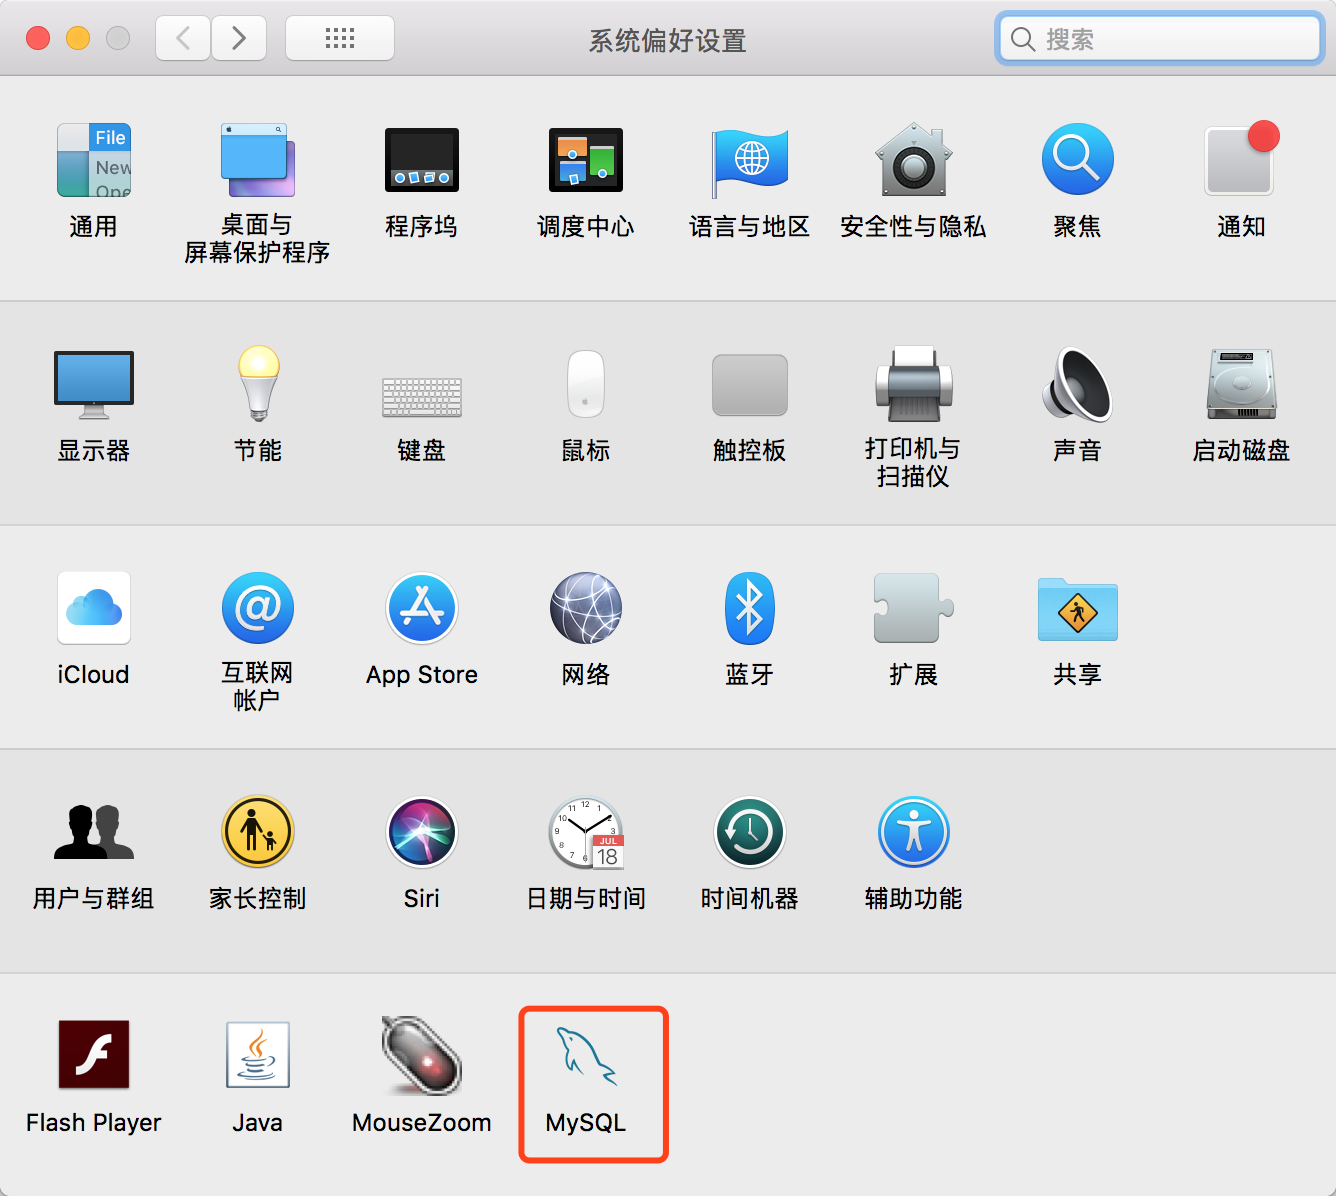 系统偏好设置
搜索
File
New
Ope
通用
桌面与
屏幕保护程序
程序坞
调度中心
语言与地区
安全性与隐私
聚焦
通知
显示器
节能
键盘
鼠标
触控板
打印机与
扫描仪
声音
启动磁盘
iCloud
互联网
帐户
App Store
网络
蓝牙
扩展
共享
用户与群组
家长控制
Siri
JUL
18
日期与时间
时间机器
辅助功能
Flash Player
Java
MouseZoom
MySQL